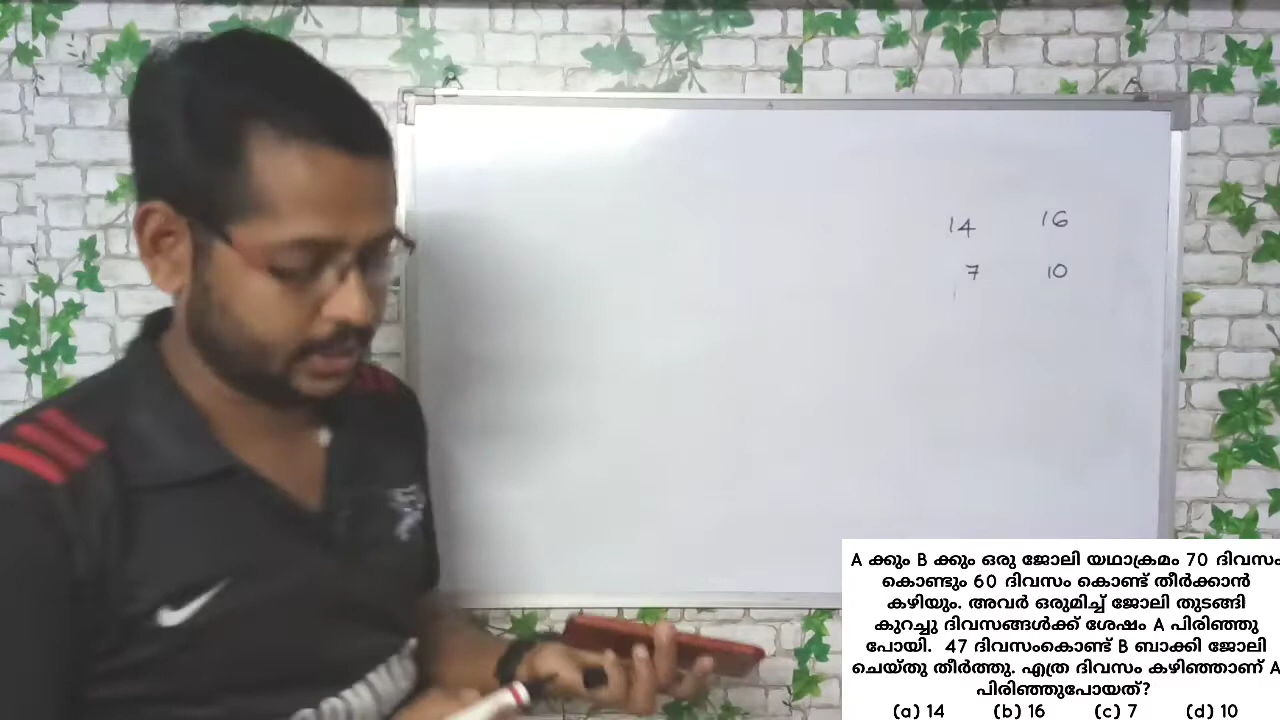 14 16
7 10
A ക്കും B ക്കും ഒരു ജോലി യഥാക്രമം 70 ദിവസം
കൊണ്ടും 60 ദിവസം കൊണ്ട് തീർക്കാൻ
കഴിയും. അവർ ഒരുമിച്ച് ജോലി തുടങ്ങി
കുറച്ചു ദിവസങ്ങൾക്ക് ശേഷം A പിരിഞ്ഞു
പോയി. 47 ദിവസംകൊണ്ട് B ബാക്കി ജോലി
ചെയ്തു തീർത്തു. എത്ര ദിവസം കഴിഞ്ഞാണ് A
പിരിഞ്ഞുപോയത്?
(a) 14 (b) 16 (c) 7 (d) 10